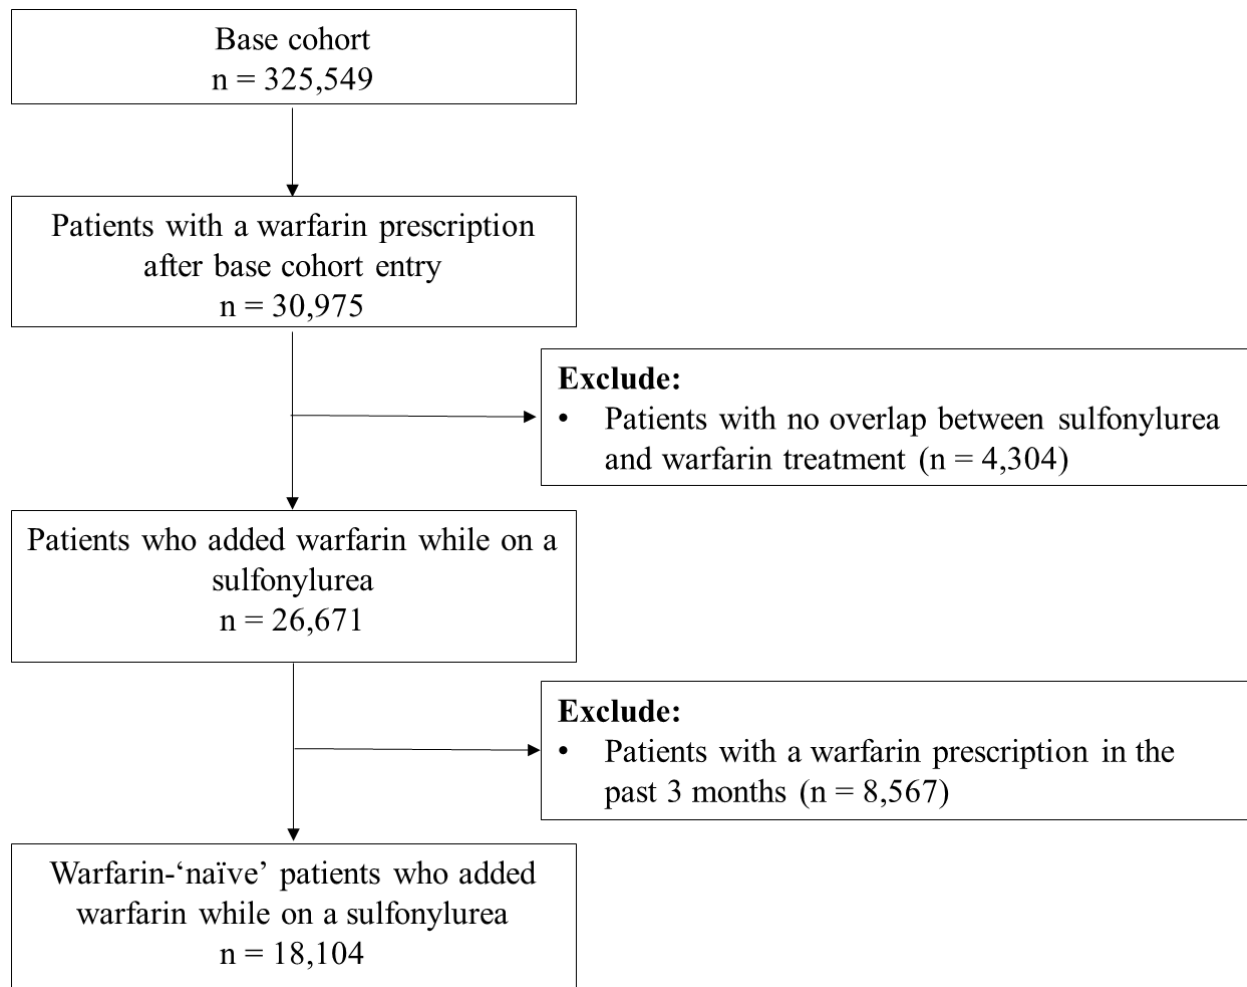 Base cohort
n = 325,549
Patients with a warfarin prescription
after base cohort entry
n = 30,975
Exclude:
• Patients with no overlap between sulfonylurea
and warfarin treatment (n = 4,304)
Patients who added warfarin while on a
sulfonylurea
n = 26,671
Exclude:
• Patients with a warfarin prescription in the
past 3 months (n = 8,567)
Warfarin-‘naïve’ patients who added
warfarin while on a sulfonylurea
n = 18,104